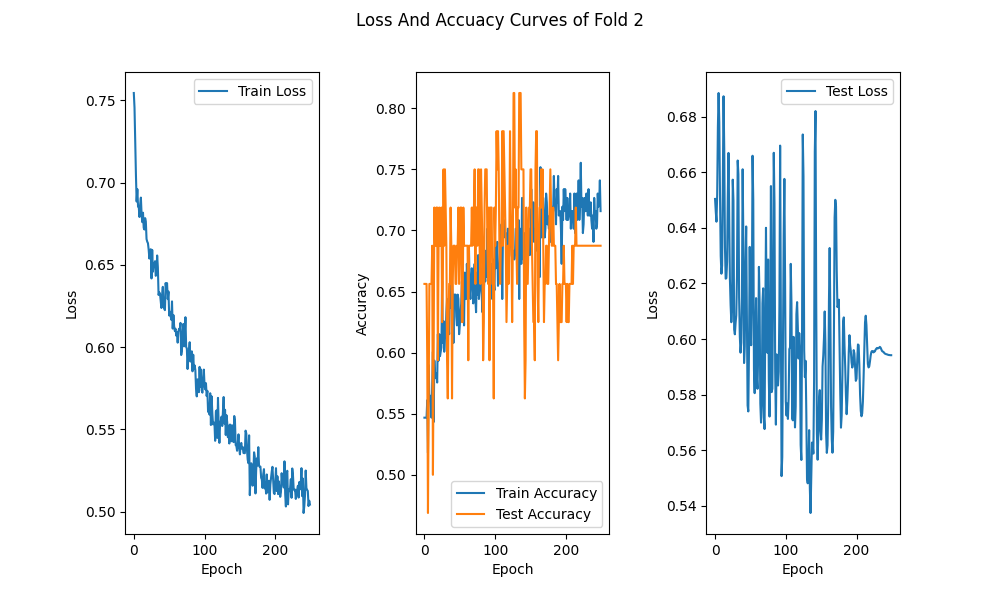 Loss And Accuacy Curves of Fold 2
Loss
0.75
0.70
0.65
0.60
0.55
0.50
Train Loss
0 100 200
Epoch
Accuracy
0.80
0.75
0.70
0.65
0.60
0.55
0.50
Train Accuracy
Test Accuracy
0 100 200
Epoch
Loss
0.68
0.66
0.64
0.62
0.60
0.58
0.56
0.54
Test Loss
0 100 200
Epoch